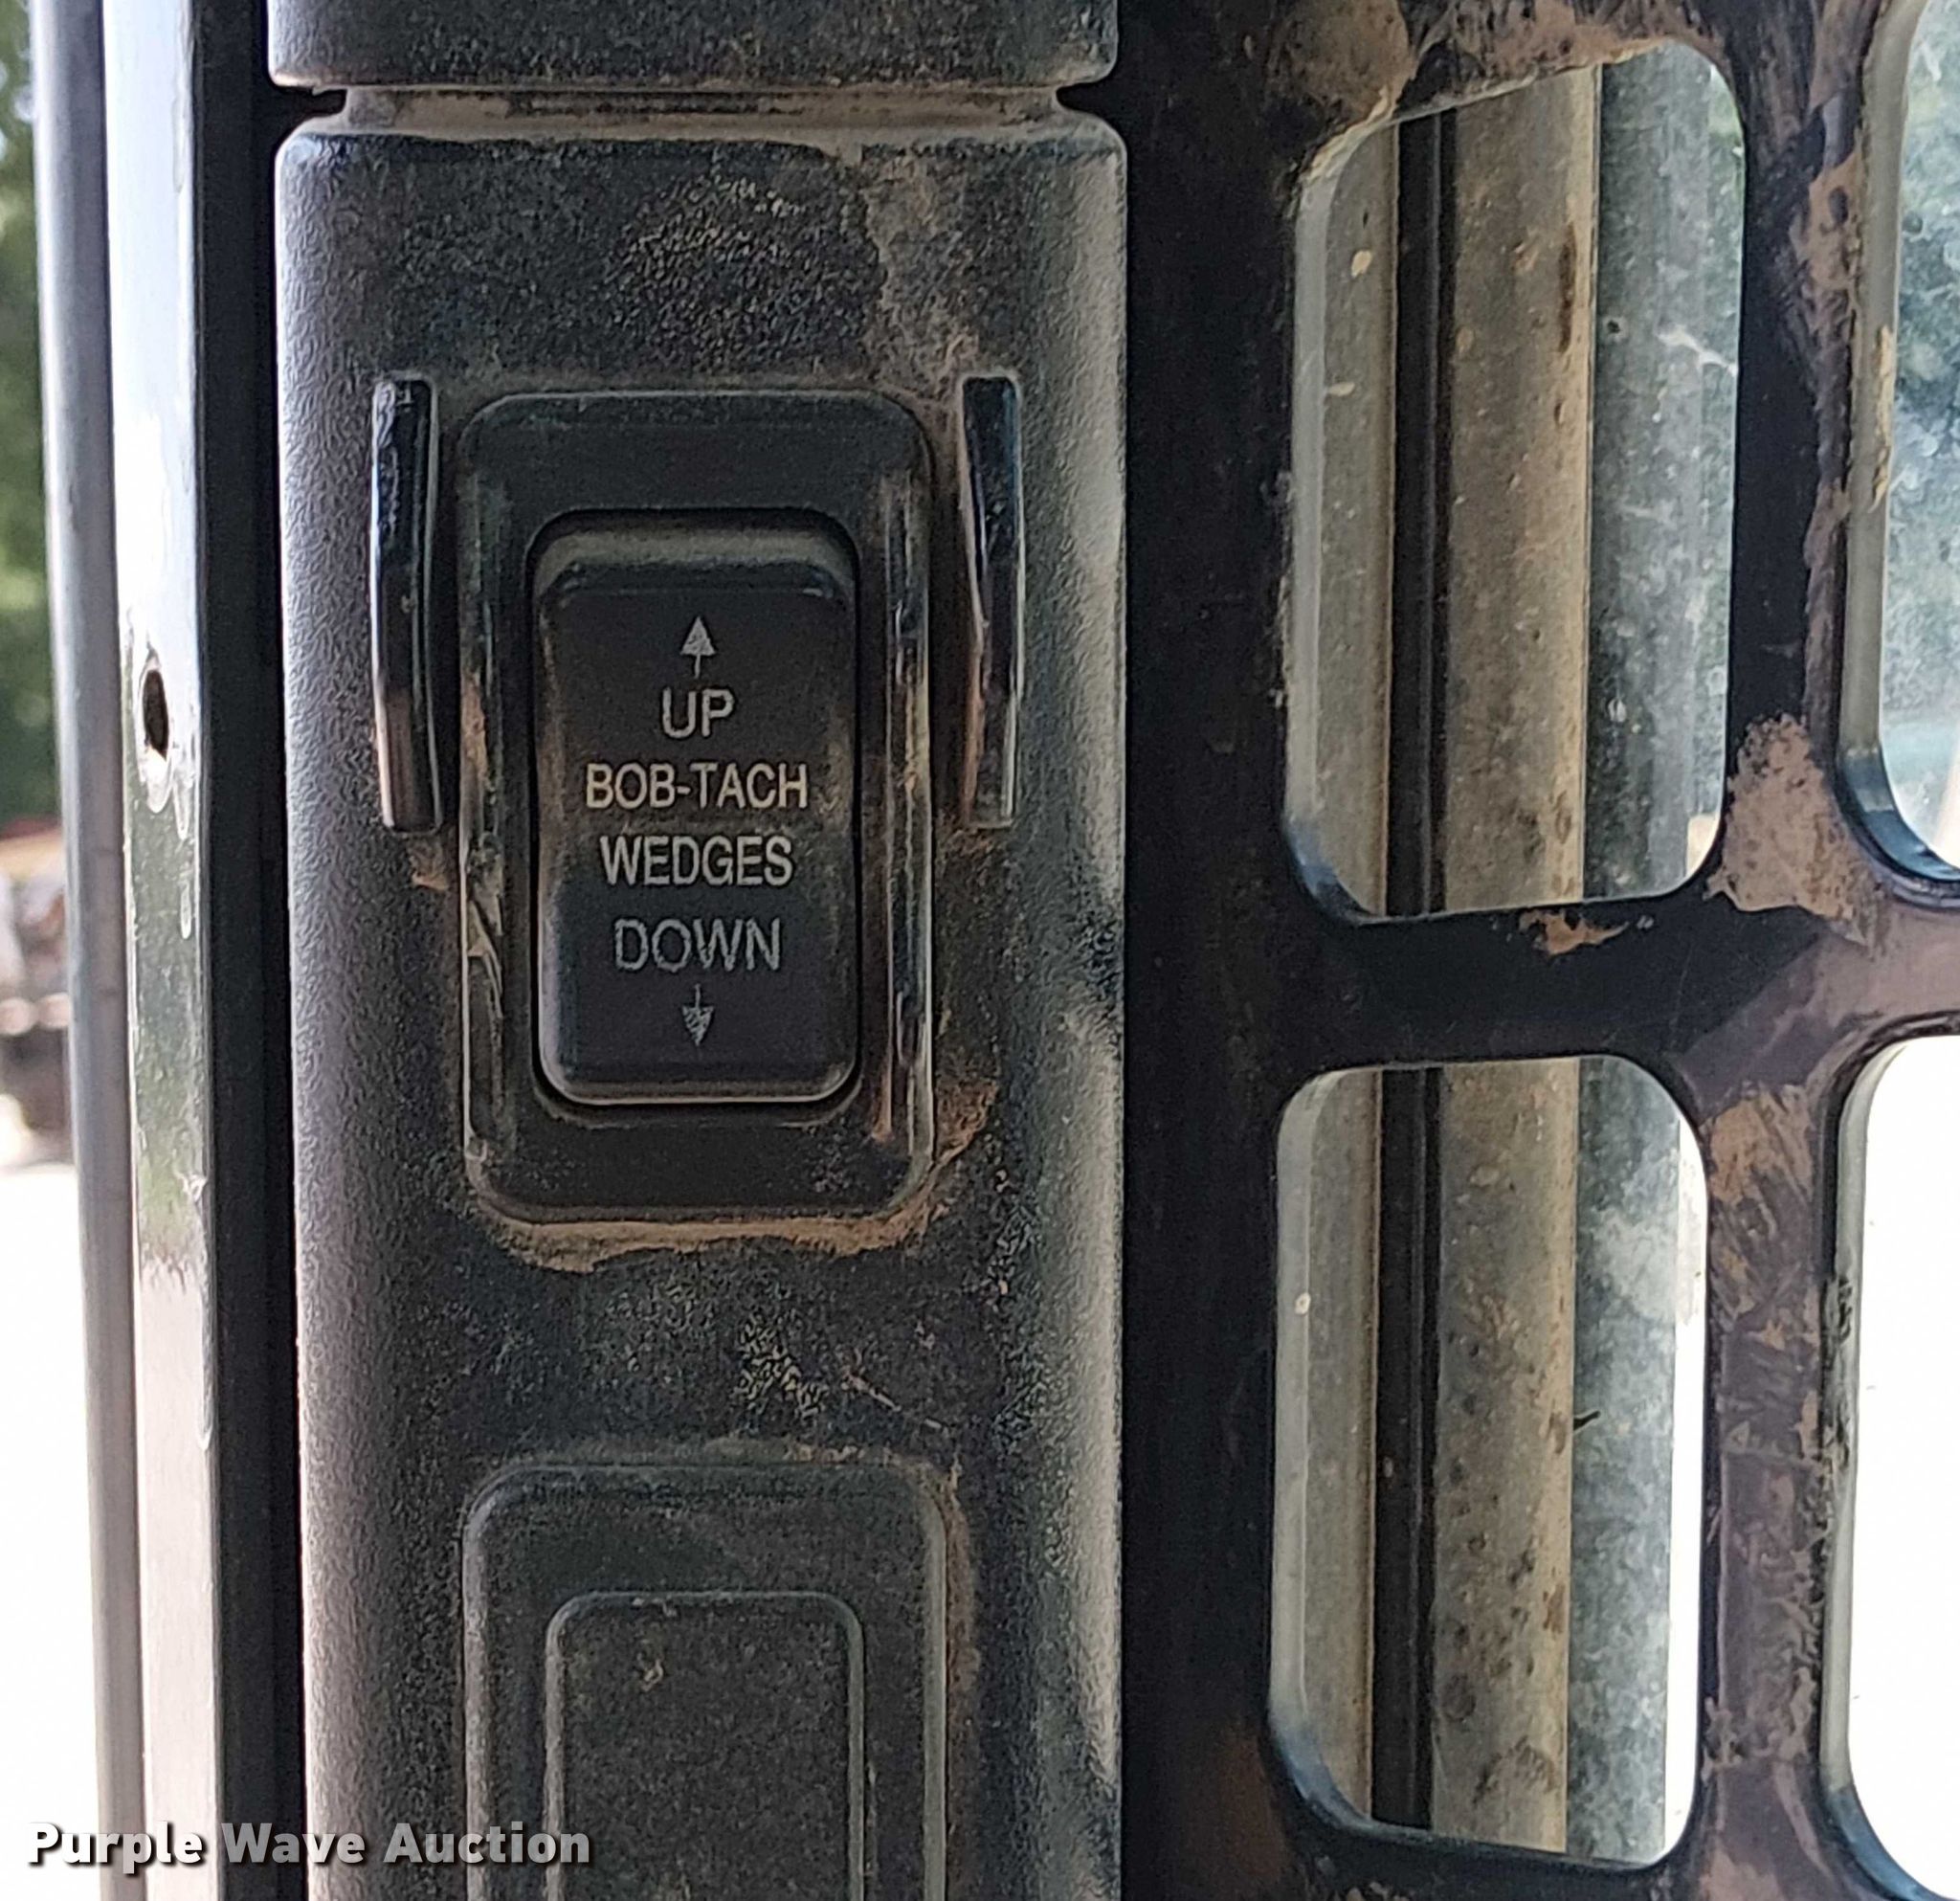 UP
BOB-TACH
WEDGES
DOWN
Purple Wave Auction